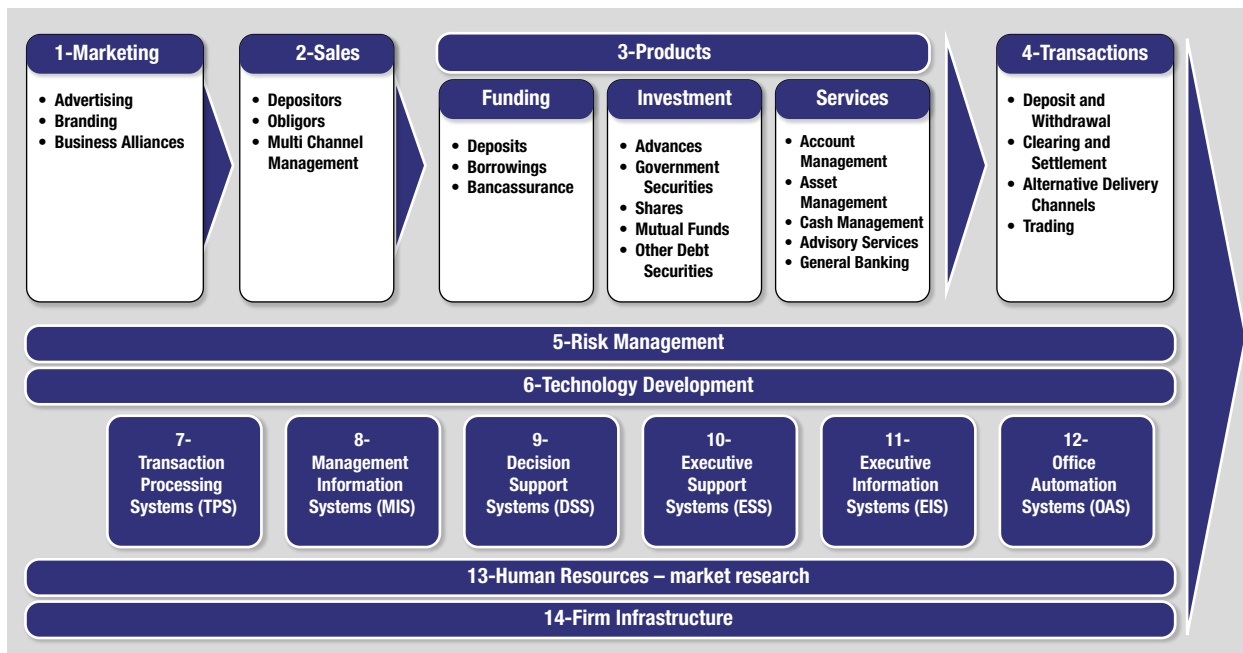 1-Marketing
• Advertising
• Branding
• Business Alliances
2-Sales
• Depositors
• Obligors
• Multi Channel
Management
3-Products
Funding
• Deposits
• Borrowings
• Bancassurance
Investment
• Advances
• Government
Securities
• Shares
• Mutual Funds
• Other Debt
Securities
Services
• Account
Management
• Asset
Management
• Cash Management
• Advisory Services
• General Banking
4-Transactions
• Deposit and
Withdrawal
• Clearing and
Settlement
• Alternative Delivery
Channels
• Trading
5-Risk Management
6-Technology Development
7-
Transaction
Processing
Systems (TPS)
8-
Management
Information
Systems (MIS)
9-
Decision
Support
Systems (DSS)
10-
Executive
Support
Systems (ESS)
11-
Executive
Information
Systems (EIS)
12-
Office
Automation
Systems (OAS)
13-Human Resources – market research
14-Firm Infrastructure